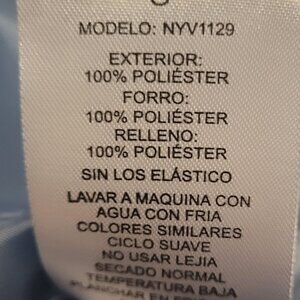 MODELO: NYV1129
EXTERIOR:
100% POLIÉSTER
FORRO:
100% POLIÉSTER
RELLENO:
100% POLIÉSTER
SIN LOS ELÁSTICO
LAVAR A MAQUINA CON
AGUA CON FRIA
COLORES SIMILARES
CICLO SUAVE
NO USAR LEJIA
SECADO NORMAL
TEMPERATURA BAJA
PLANCHAR